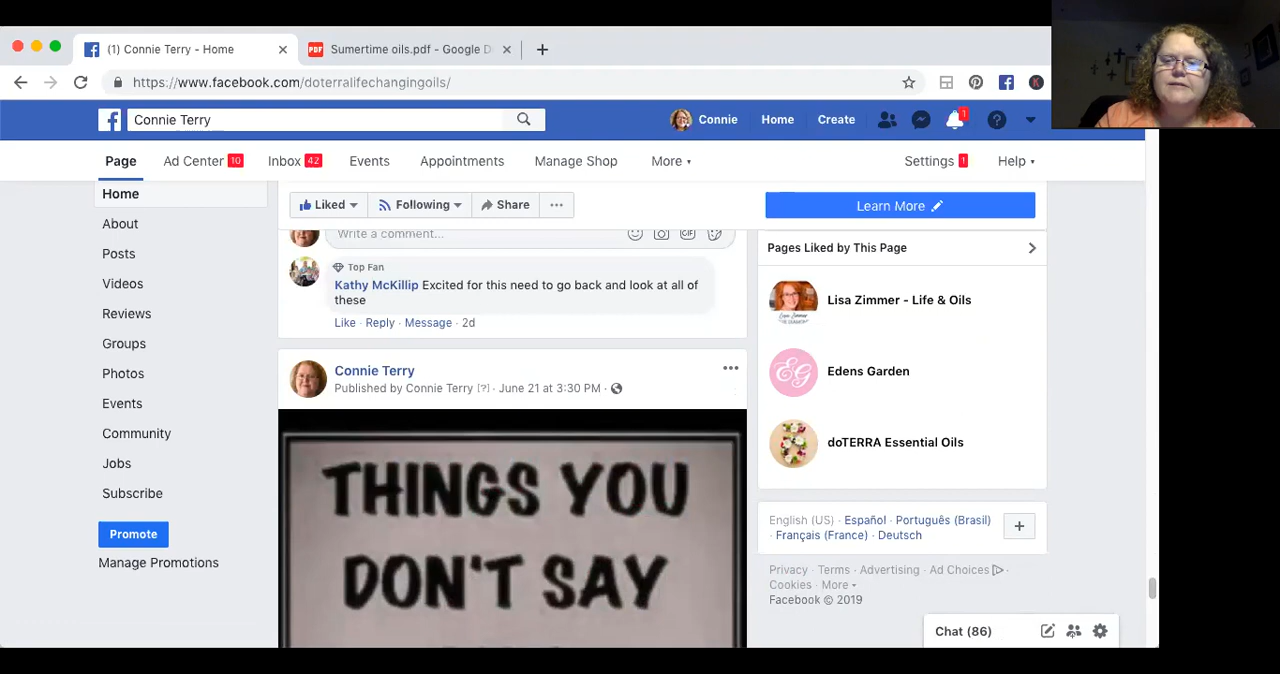 (1) Connie Terry - Home
Sumertime oils.pdf - Google D
https://www.facebook.com/doterralifechangingoils/
Connie Terry
Connie Home Create 1
Page Ad Center 10 Inbox 42 Events Appointments Manage Shop More Settings 1 Help
Home
About
Posts
Videos
Reviews
Groups
Photos
Events
Community
Jobs
Subscribe
Promote
Manage Promotions
Liked Following Share ...
Learn More
Write a comment... GIF
Top Fan
Kathy McKillip Excited for this need to go back and look at all of
these
Like · Reply · Message · 2d
Connie Terry
Published by Connie Terry [?] · June 21 at 3:30 PM ·
THINGS YOU
DON'T SAY
Pages Liked by This Page
Lisa Zimmer - Life & Oils
EG
Edens Garden
doTERRA Essential Oils
English (US) · Español · Português (Brasil)
· Français (France) · Deutsch
Privacy · Terms · Advertising · Ad Choices ·
Cookies · More
Facebook © 2019
Chat (86)